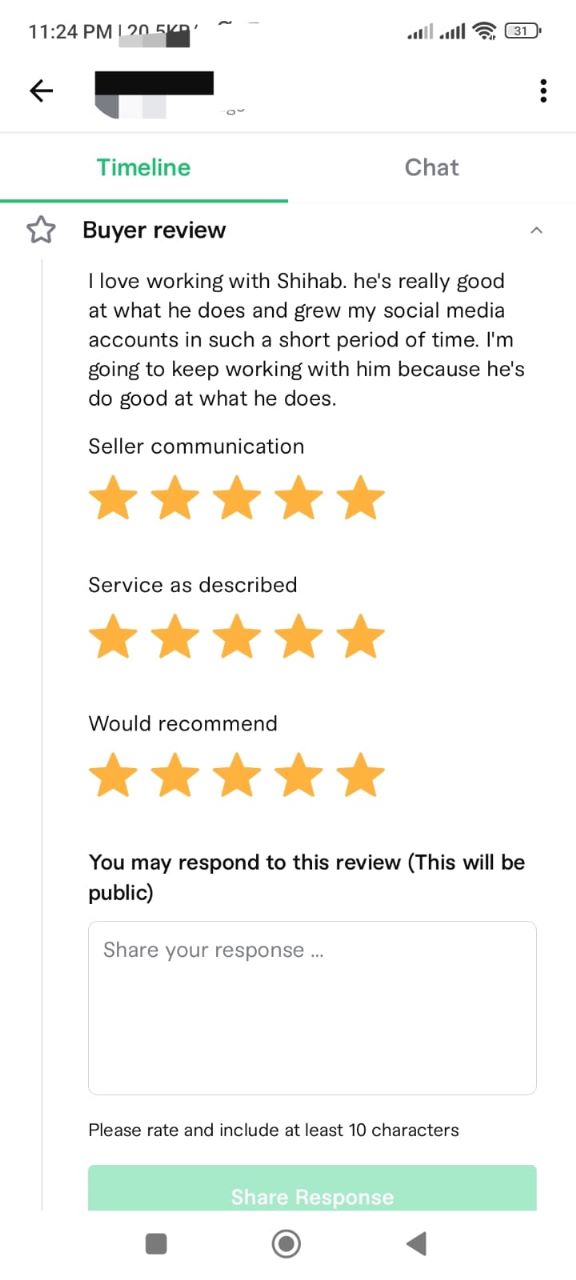 11:24 PM | 20.5KB/
31
Timeline
Chat
Buyer review
I love working with Shihab. he's really good
at what he does and grew my social media
accounts in such a short period of time. I'm
going to keep working with him because he's
do good at what he does.
Seller communication
Service as described
Would recommend
You may respond to this review (This will be
public)
Share your response ...
Please rate and include at least 10 characters
Share Response